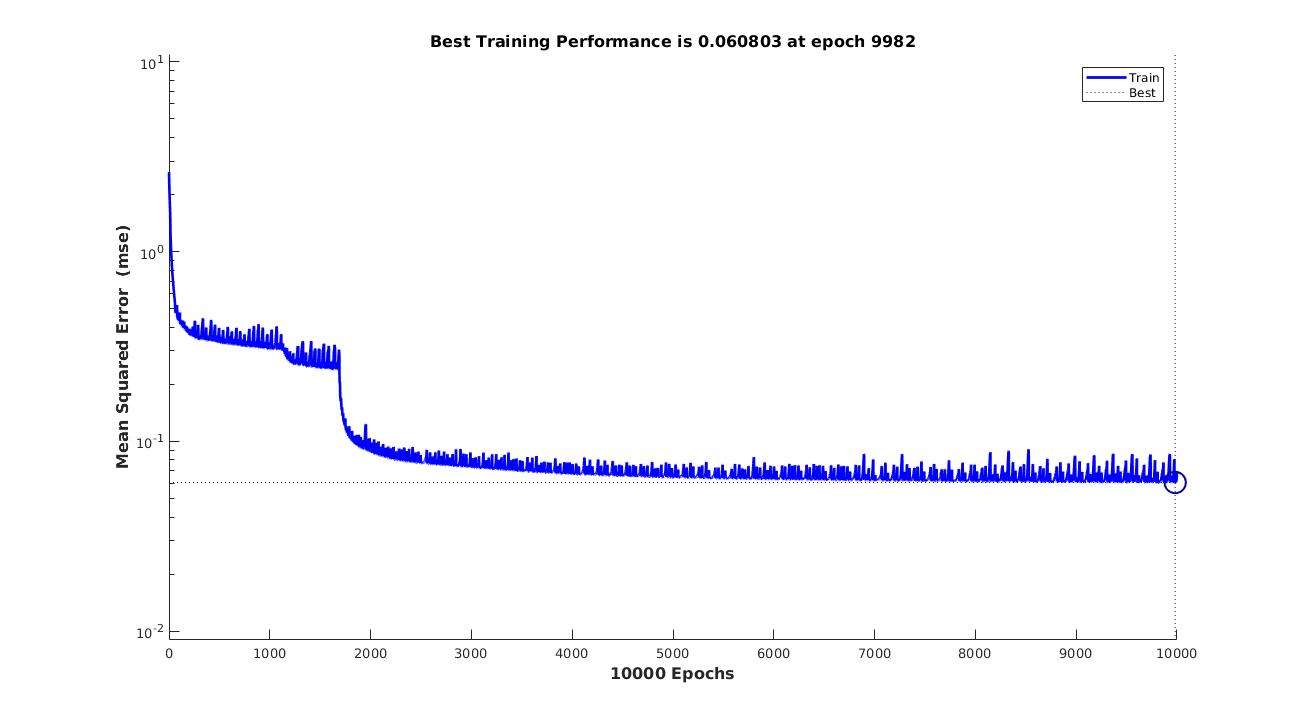 Best Training Performance is 0.060803 at epoch 9982
Train
Best
Mean Squared Error  (mse)
10^1
10^0
10^-1
10^-2
0 1000 2000 3000 4000 5000 6000 7000 8000 9000 10000
10000 Epochs